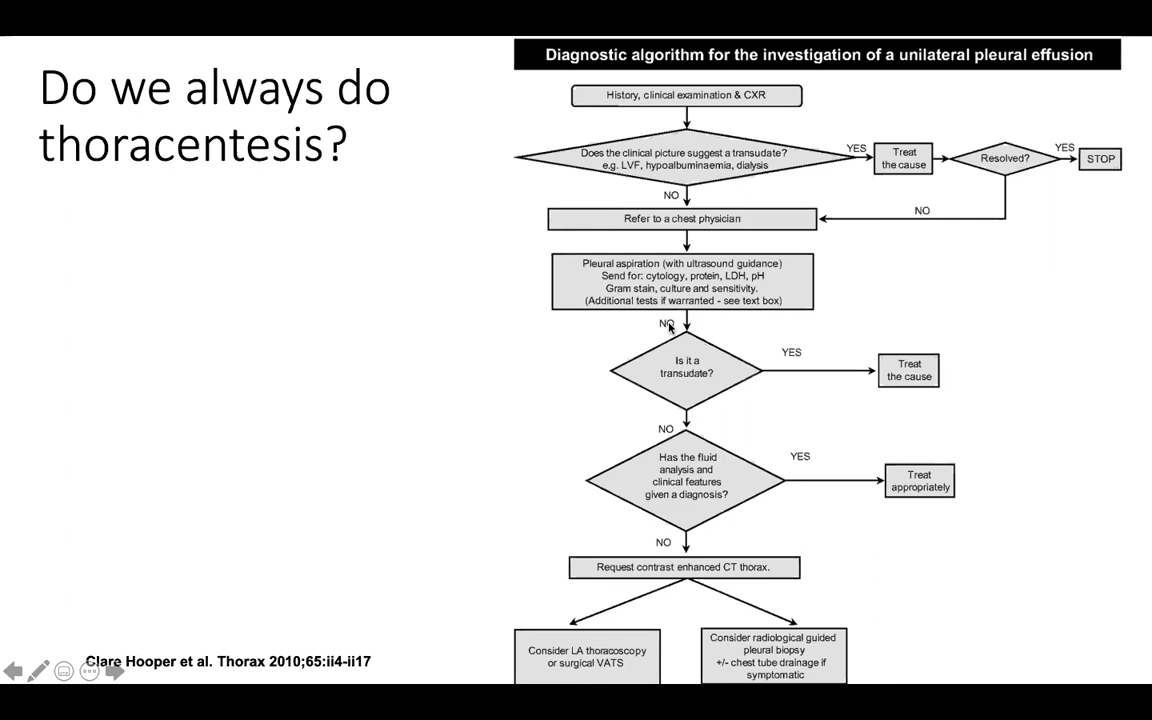 Do we always do
thoracentesis?
Diagnostic algorithm for the investigation of a unilateral pleural effusion
History, clinical examination & CXR
Does the clinical picture suggest a transudate?
e.g. LVF, hypoalbuminaemia, dialysis
YES
Treat
the cause
Resolved?
YES
STOP
NO
NO
Refer to a chest physician
Pleural aspiration (with ultrasound guidance)
Send for: cytology, protein, LDH, pH
Gram stain, culture and sensitivity.
(Additional tests if warranted - see text box)
NO
Is it a
transudate?
YES
Treat
the cause
NO
Has the fluid
analysis and
clinical features
given a diagnosis?
YES
Treat
appropriately
NO
Request contrast enhanced CT thorax.
Consider LA thoracoscopy
or surgical VATS
Consider radiological guided
pleural biopsy
+/- chest tube drainage if
symptomatic
Clare Hooper et al. Thorax 2010;65:ii4-ii17